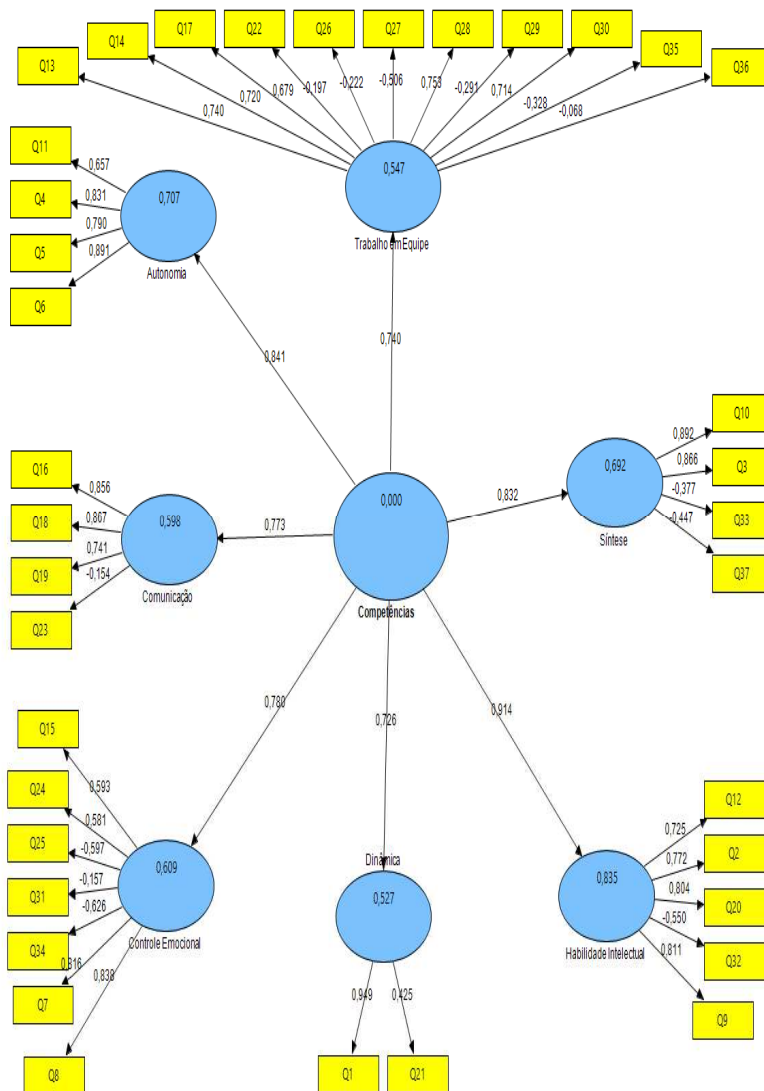 Q13
Q14
Q17
Q22
Q26
Q27
Q28
Q29
Q30
Q35
Q36
0,740
0,720
0,679
-0,197
-0,222
-0,506
0,753
-0,291
0,714
-0,328
-0,068
0,547
Trabalho em Equipe
Q11
Q4
Q5
Q6
0,657
0,831
0,790
0,891
0,707
Autonomia
0,841
0,740
Q16
Q18
Q19
Q23
0,856
0,867
0,741
-0,154
0,598
Comunicação
0,773
0,000
Competências
0,832
0,692
Síntese
0,892
0,866
-0,377
-0,447
Q10
Q3
Q33
Q37
0,780
0,726
0,914
Q15
Q24
Q25
Q31
Q34
Q7
Q8
0,593
0,581
-0,597
-0,157
-0,626
0,816
0,838
0,609
Controle Emocional
Dinâmica
0,527
0,949
0,425
Q1
Q21
0,835
Habilidade Intelectual
0,725
0,772
0,804
-0,550
0,811
Q12
Q2
Q20
Q32
Q9